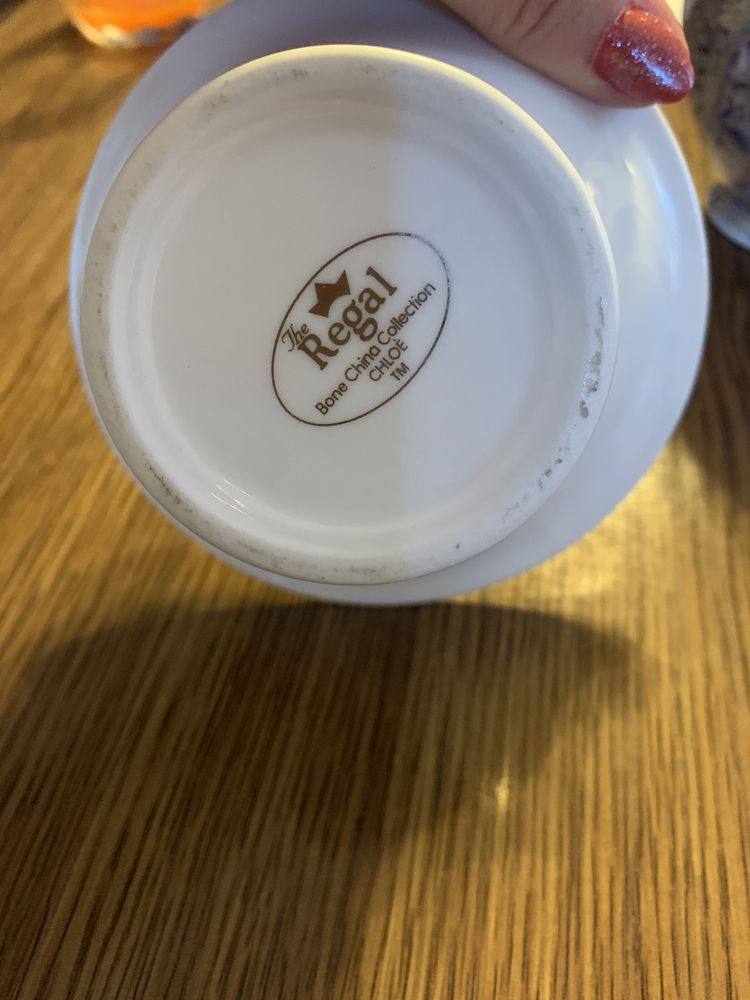 The
Regal
Bone China Collection
CHLOË
TM